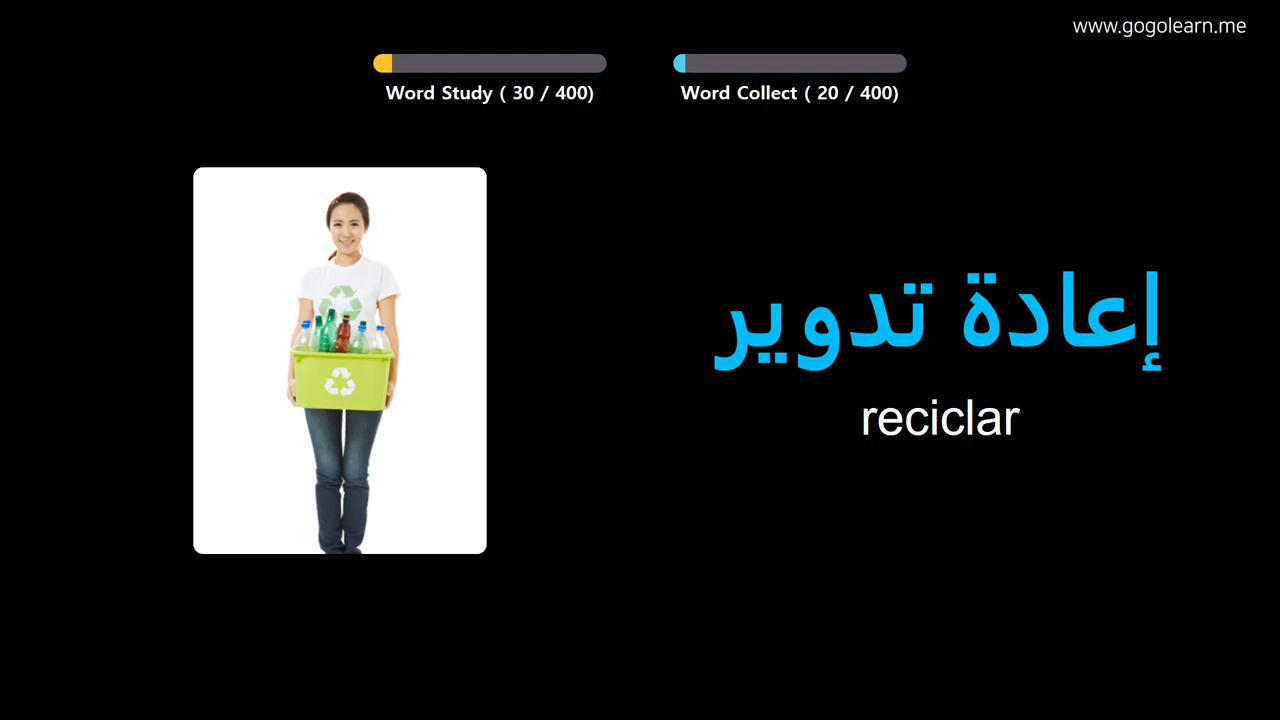 www.gogolearn.me
Word Study ( 30 / 400)
Word Collect ( 20 / 400)
إعادة تدوير
reciclar